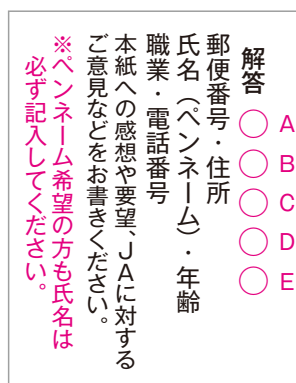 解答
○A
○B
○C
○D
○E
郵便番号・住所
氏名（ペンネーム）・年齢
職業・電話番号
本紙への感想や要望、ＪＡに対する
ご意見などをお書きください。
※ペンネーム希望の方も氏名は
必ず記入してください。